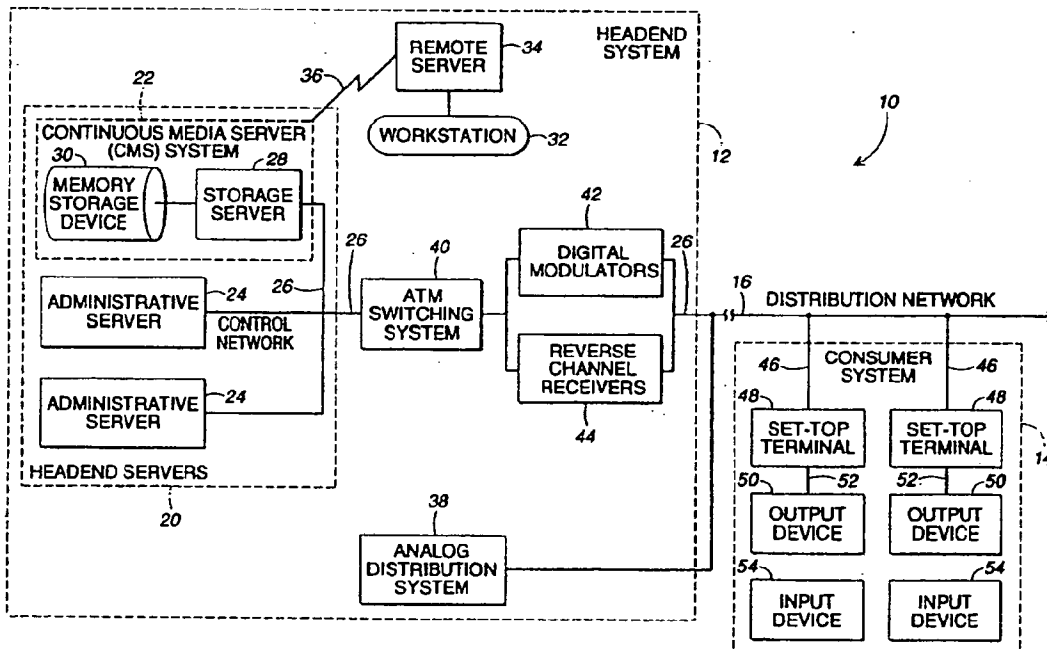 HEADEND
SYSTEM
12
10
REMOTE
SERVER
34
36
WORKSTATION
32
22
CONTINUOUS MEDIA SERVER
(CMS) SYSTEM
30
MEMORY
STORAGE
DEVICE
28
STORAGE
SERVER
26
24
ADMINISTRATIVE
SERVER
CONTROL
NETWORK
24
ADMINISTRATIVE
SERVER
HEADEND SERVERS
20
26
40
ATM
SWITCHING
SYSTEM
42
DIGITAL
MODULATORS
26
REVERSE
CHANNEL
RECEIVERS
44
38
ANALOG
DISTRIBUTION
SYSTEM
16
DISTRIBUTION NETWORK
CONSUMER
SYSTEM
46
46
48
SET-TOP
TERMINAL
48
SET-TOP
TERMINAL
14
50
52
OUTPUT
DEVICE
52
50
OUTPUT
DEVICE
54
INPUT
DEVICE
54
INPUT
DEVICE